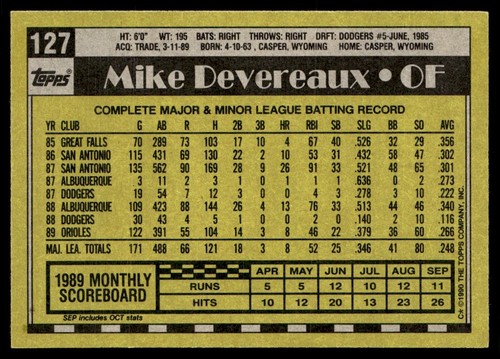 127
HT: 6'0" WT: 195 BATS: RIGHT THROWS: RIGHT DRFT: DODGERS #5-JUNE, 1985
ACQ: TRADE, 3-11-89 BORN: 4-10-63, CASPER, WYOMING HOME: CASPER, WYOMING
Topps
Mike Devereaux • OF
COMPLETE MAJOR & MINOR LEAGUE BATTING RECORD
YR CLUB G AB R H 2B 3B HR RBI SB SLG BB SO AVG
85 GREAT FALLS 70 289 73 103 17 10 4 67 40 .526 32 29 .356
86 SAN ANTONIO 115 431 69 130 22 2 10 53 31 .432 58 47 .302
87 SAN ANTONIO 135 562 90 169 28 9 26 91 33 .521 48 65 .301
87 ALBUQUERQUE 3 11 2 3 1 0 1 1 1 .636 0 2 .273
87 DODGERS 19 54 7 12 3 0 0 4 3 .278 3 10 .222
88 ALBUQUERQUE 109 423 88 144 26 4 13 76 33 .513 44 46 .340
88 DODGERS 30 43 4 5 1 0 0 2 0 .140 2 10 .116
89 ORIOLES 122 391 55 104 14 3 8 46 22 .379 36 60 .266
MAJ. LEA. TOTALS 171 488 66 121 18 3 8 52 25 .346 41 80 .248
1989 MONTHLY SCOREBOARD
APR MAY JUN JUL AUG SEP
RUNS 5 5 12 10 12 11
HITS 10 12 20 13 23 26
SEP includes OCT stats
C* ©1990 THE TOPPS COMPANY, INC.